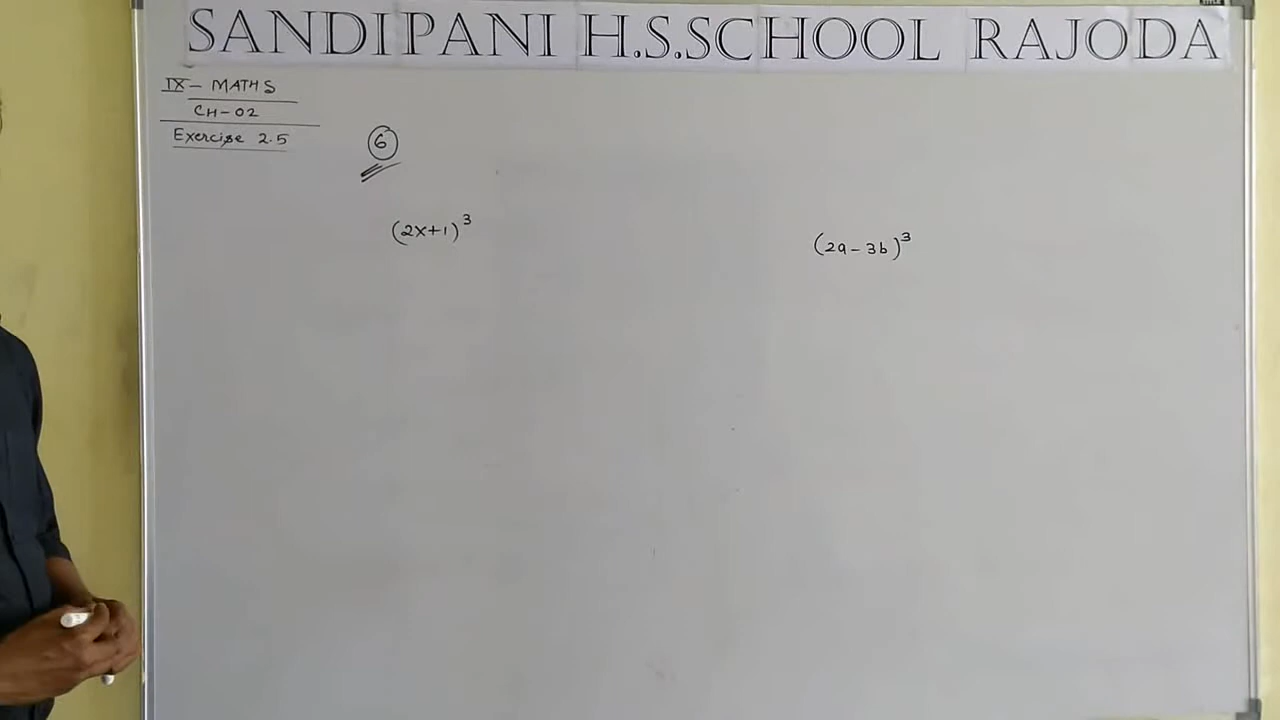 SANDIPANI H.S.SCHOOL RAJODA
IX - MATHS
CH-02
Exercise 2.5
6
(2x+1)³
(2a-3b)³